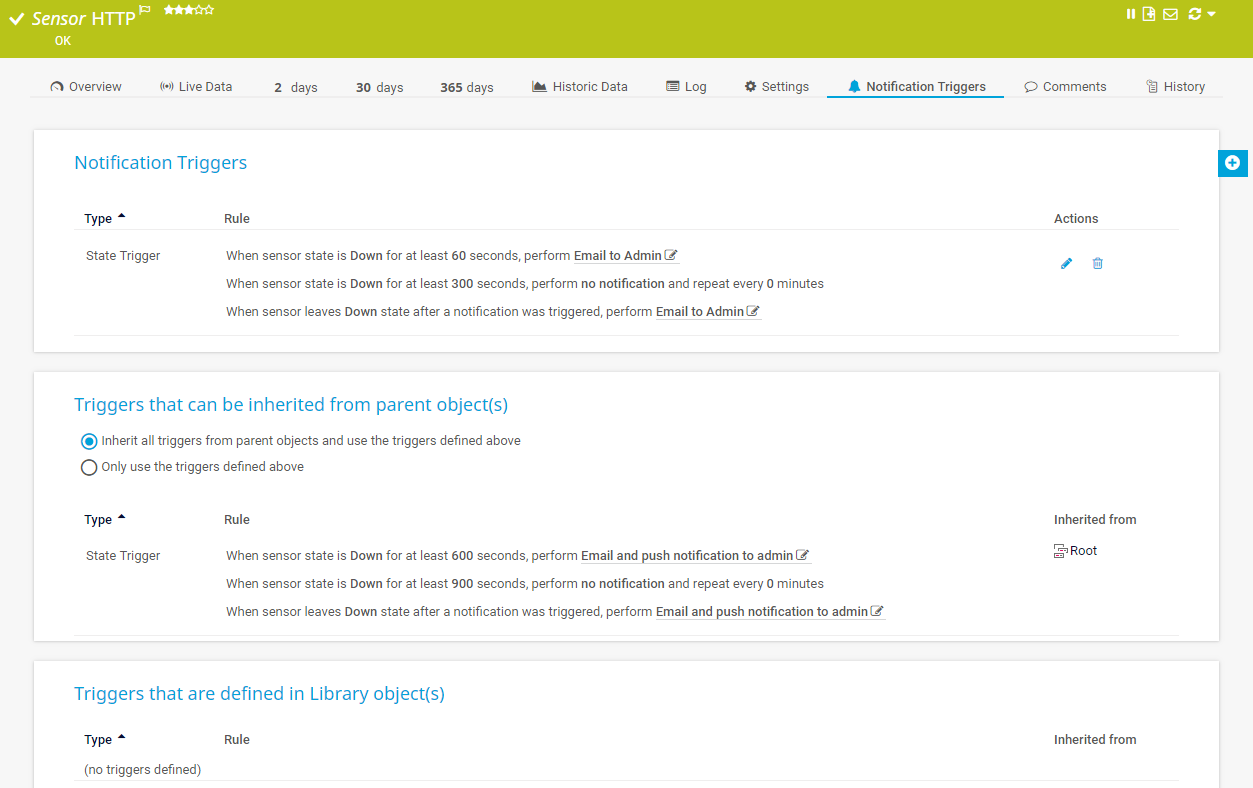 Sensor HTTP
OK
Overview Live Data 2 days 30 days 365 days Historic Data Log Settings Notification Triggers Comments History
Notification Triggers
Type Rule Actions
State Trigger When sensor state is Down for at least 60 seconds, perform Email to Admin
When sensor state is Down for at least 300 seconds, perform no notification and repeat every 0 minutes
When sensor leaves Down state after a notification was triggered, perform Email to Admin
Triggers that can be inherited from parent object(s)
Inherit all triggers from parent objects and use the triggers defined above
Only use the triggers defined above
Type Rule Inherited from
State Trigger When sensor state is Down for at least 600 seconds, perform Email and push notification to admin Root
When sensor state is Down for at least 900 seconds, perform no notification and repeat every 0 minutes
When sensor leaves Down state after a notification was triggered, perform Email and push notification to admin
Triggers that are defined in Library object(s)
Type Rule Inherited from
(no triggers defined)